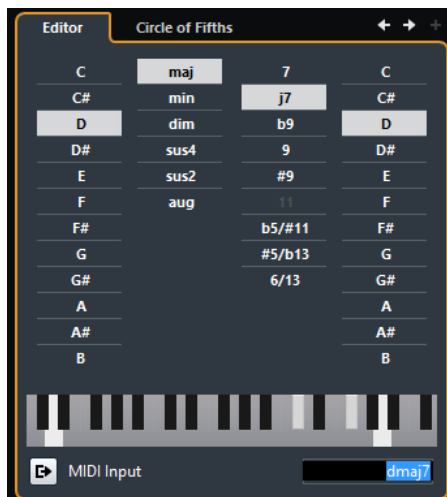 Editor Circle of Fifths
C maj 7 C
C# min j7 C#
D dim b9 D
D# sus4 9 D#
E sus2 #9 E
F aug 11 F
F# b5/#11 F#
G #5/b13 G
G# 6/13 G#
A A
A# A#
B B
MIDI Input dmaj7